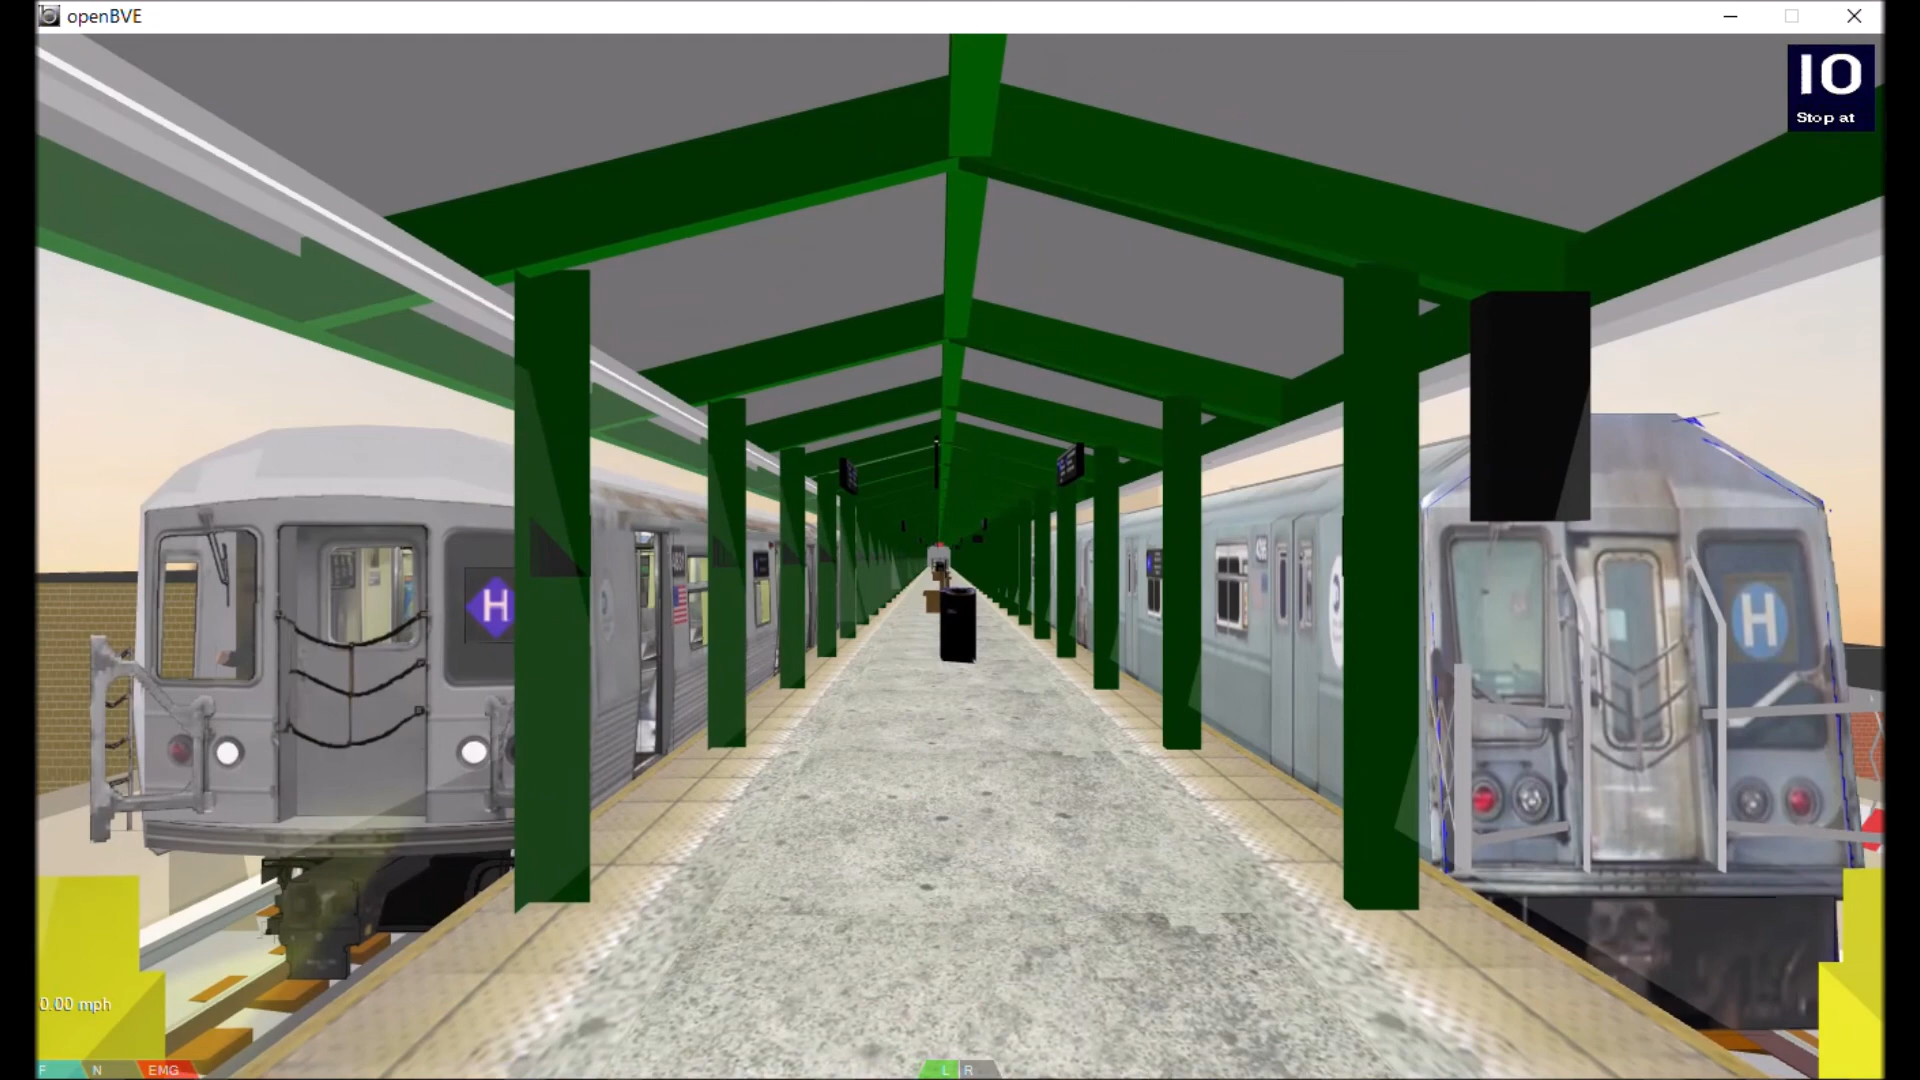 openBVE
10
Stop at
H
H
0.00 mph
F N EMG
L R